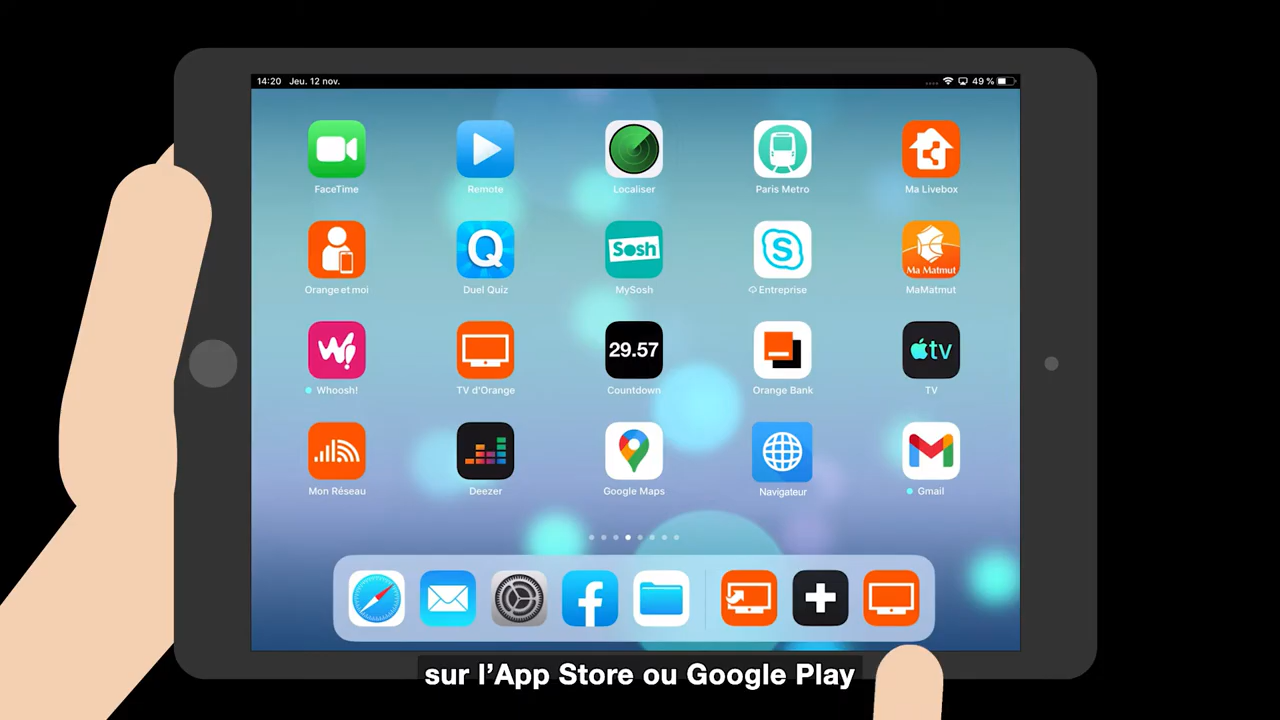 14:20 Jeu. 12 nov.
49 %
FaceTime
Remote
Localiser
Paris Metro
Ma Livebox
Q
Sosh
S
Ma Matmut
Orange et moi
Duel Quiz
MySosh
Entreprise
MaMatmut
W!
29.57
tv
Whoosh!
TV d'Orange
Countdown
Orange Bank
TV
Mon Réseau
Deezer
Google Maps
Navigateur
Gmail
sur l’App Store ou Google Play